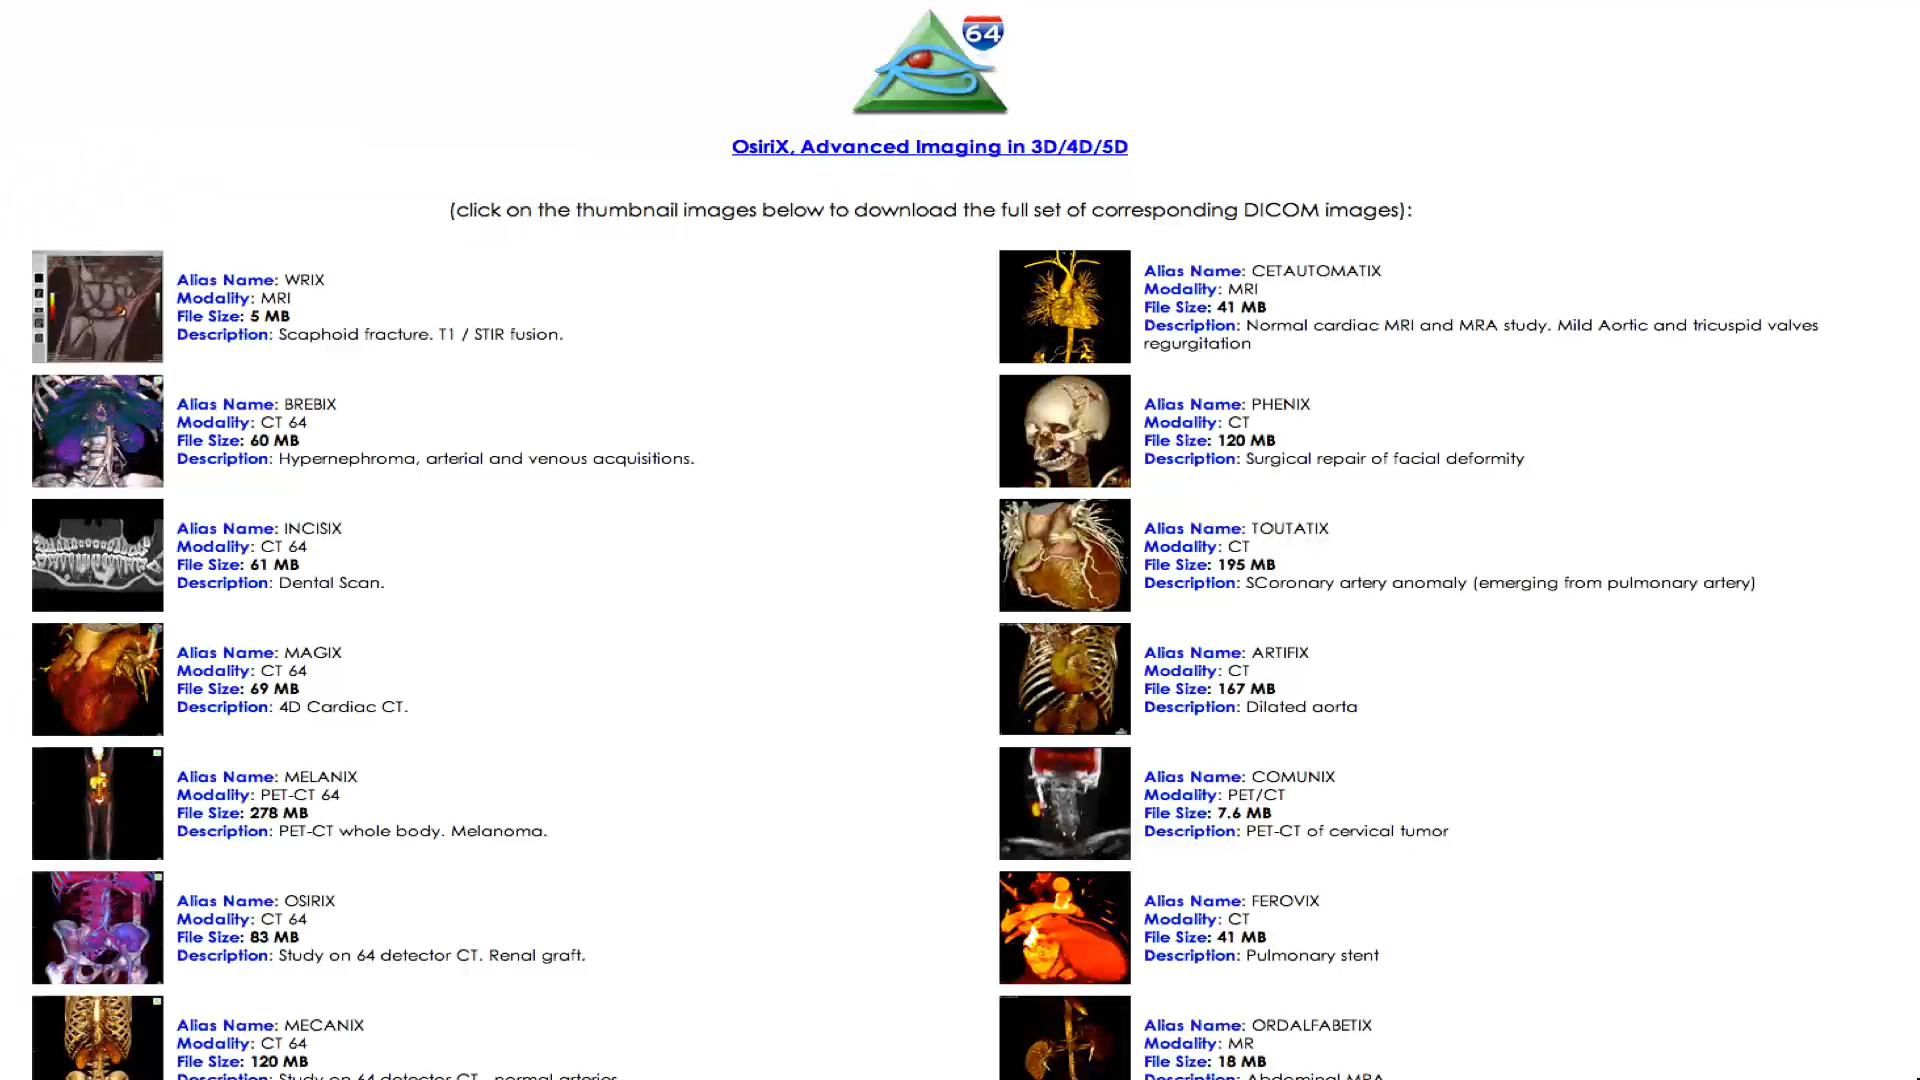 64
OsiriX, Advanced Imaging in 3D/4D/5D
(click on the thumbnail images below to download the full set of corresponding DICOM images):
Alias Name: WRIX
Modality: MRI
File Size: 5 MB
Description: Scaphoid fracture. T1 / STIR fusion.
Alias Name: CETAUTOMATIX
Modality: MRI
File Size: 41 MB
Description: Normal cardiac MRI and MRA study. Mild Aortic and tricuspid valves
regurgitation
Alias Name: BREBIX
Modality: CT 64
File Size: 60 MB
Description: Hypernephroma, arterial and venous acquisitions.
Alias Name: PHENIX
Modality: CT
File Size: 120 MB
Description: Surgical repair of facial deformity
Alias Name: INCISIX
Modality: CT 64
File Size: 61 MB
Description: Dental Scan.
Alias Name: TOUTATIX
Modality: CT
File Size: 195 MB
Description: SCoronary artery anomaly (emerging from pulmonary artery)
Alias Name: MAGIX
Modality: CT 64
File Size: 69 MB
Description: 4D Cardiac CT.
Alias Name: ARTIFIX
Modality: CT
File Size: 167 MB
Description: Dilated aorta
Alias Name: MELANIX
Modality: PET-CT 64
File Size: 278 MB
Description: PET-CT whole body. Melanoma.
Alias Name: COMUNIX
Modality: PET/CT
File Size: 7.6 MB
Description: PET-CT of cervical tumor
Alias Name: OSIRIX
Modality: CT 64
File Size: 83 MB
Description: Study on 64 detector CT. Renal graft.
Alias Name: FEROVIX
Modality: CT
File Size: 41 MB
Description: Pulmonary stent
Alias Name: MECANIX
Modality: CT 64
File Size: 120 MB
Description: Study on 64 detector CT - normal arteries
Alias Name: ORDALFABETIX
Modality: MR
File Size: 18 MB
Description: Abdominal MRA